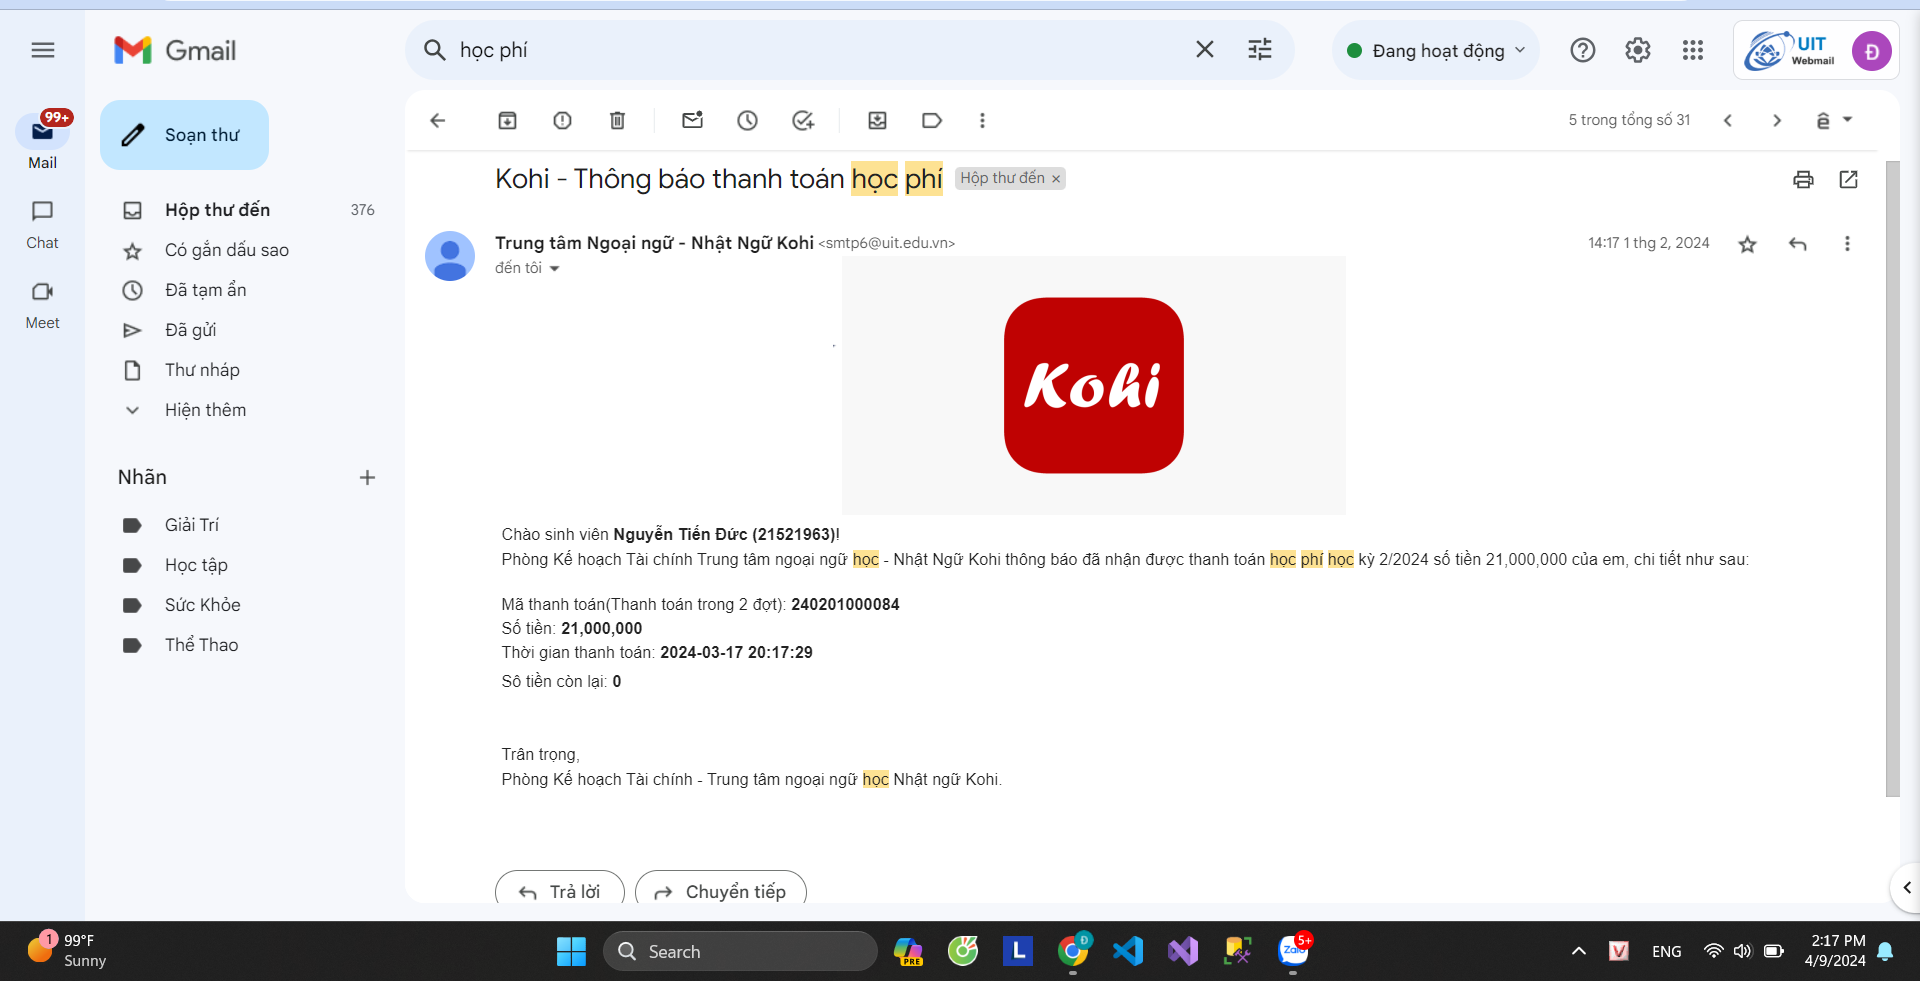 Gmail
học phí
Đang hoạt động
UIT
Webmail
Đ
99+
Mail
Chat
Meet
Soạn thư
Hộp thư đến 376
Có gắn dấu sao
Đã tạm ẩn
Đã gửi
Thư nháp
Hiện thêm
Nhãn
Giải Trí
Học tập
Sức Khỏe
Thể Thao
5 trong tổng số 31
ê
Kohi - Thông báo thanh toán học phí Hộp thư đến ×
Trung tâm Ngoại ngữ - Nhật Ngữ Kohi <smtp6@uit.edu.vn>
14:17 1 thg 2, 2024
đến tôi
Kohi
Chào sinh viên Nguyễn Tiến Đức (21521963)!
Phòng Kế hoạch Tài chính Trung tâm ngoại ngữ học - Nhật Ngữ Kohi thông báo đã nhận được thanh toán học phí học kỳ 2/2024 số tiền 21,000,000 của em, chi tiết như sau:
Mã thanh toán(Thanh toán trong 2 đợt): 240201000084
Số tiền: 21,000,000
Thời gian thanh toán: 2024-03-17 20:17:29
Sô tiền còn lại: 0
Trân trọng,
Phòng Kế hoạch Tài chính - Trung tâm ngoại ngữ học Nhật ngữ Kohi.
Trả lời
Chuyển tiếp
1
99°F
Sunny
Search
PRE
L
Đ
Zalo
5+
V
ENG
2:17 PM
4/9/2024